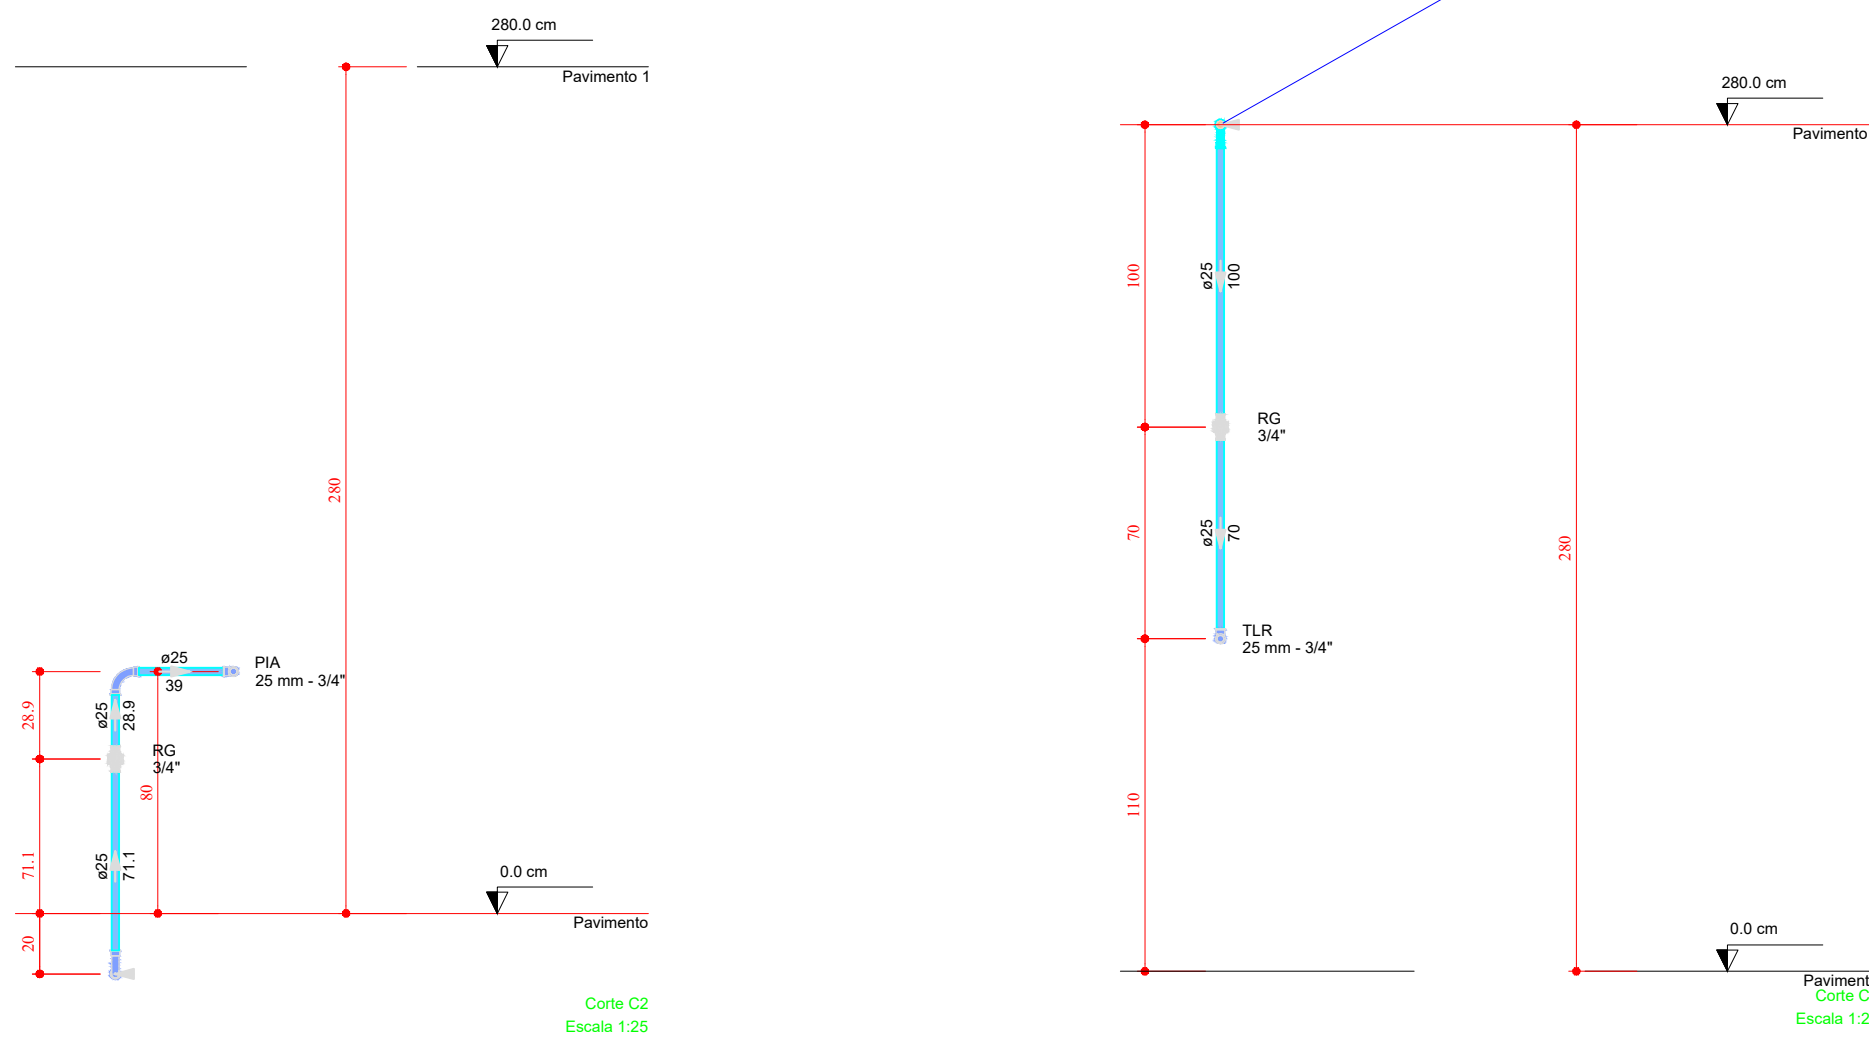 280.0 cm
Pavimento 1
280
ø25
39
PIA
25 mm - 3/4"
28.9
ø25
28.9
RG
3/4"
80
71.1
ø25
71.1
0.0 cm
Pavimento
20
Corte C2
Escala 1:25
280.0 cm
Pavimento
100
ø25
100
RG
3/4"
70
ø25
70
280
TLR
25 mm - 3/4"
110
0.0 cm
Paviment
Corte C
Escala 1:2